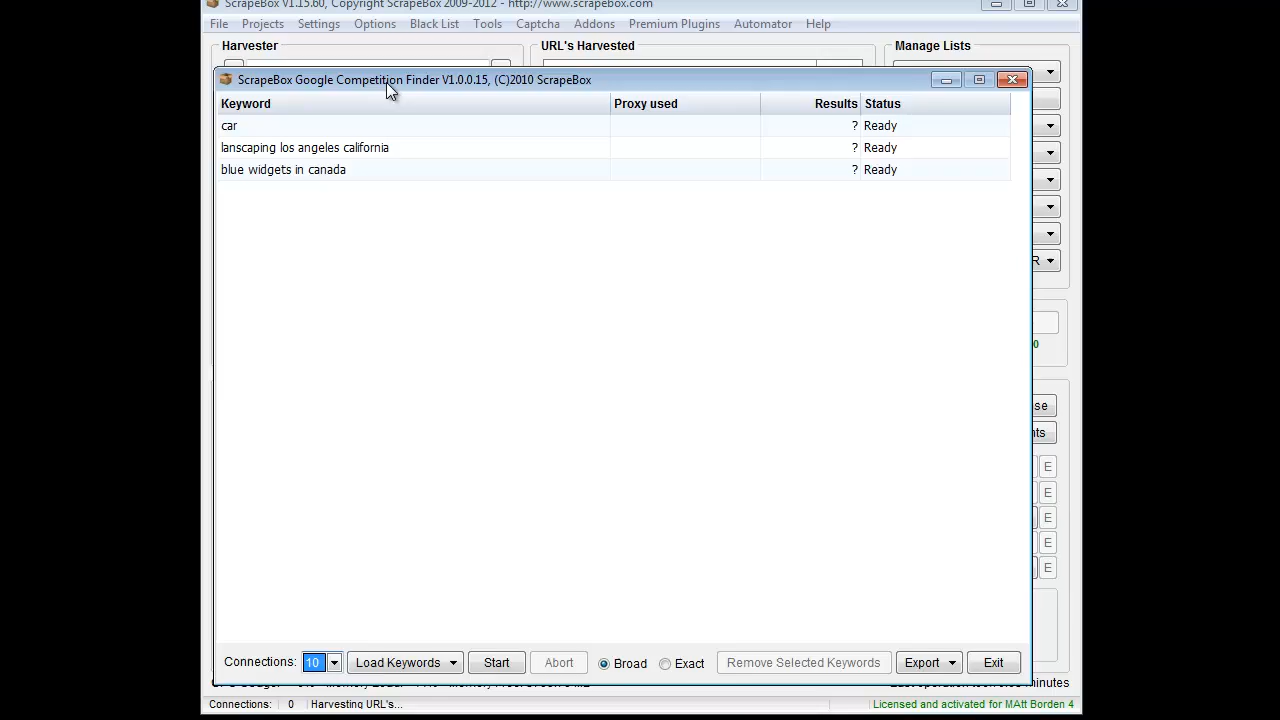 ScrapeBox V1.15.60, Copyright ScrapeBox 2009-2012 - http://www.scrapebox.com
File Projects Settings Options Black List Tools Captcha Addons Premium Plugins Automator Help
Harvester URL's Harvested Manage Lists
ScrapeBox Google Competition Finder V1.0.0.15, (C)2010 ScrapeBox
Keyword Proxy used Results Status
car ? Ready
lanscaping los angeles california ? Ready
blue widgets in canada ? Ready
R
0
se
nts
E
E
E
E
E
Connections: 10 Load Keywords Start Abort Broad Exact Remove Selected Keywords Export Exit
minutes
Connections: 0 Harvesting URL's... Licensed and activated for MAtt Borden 4